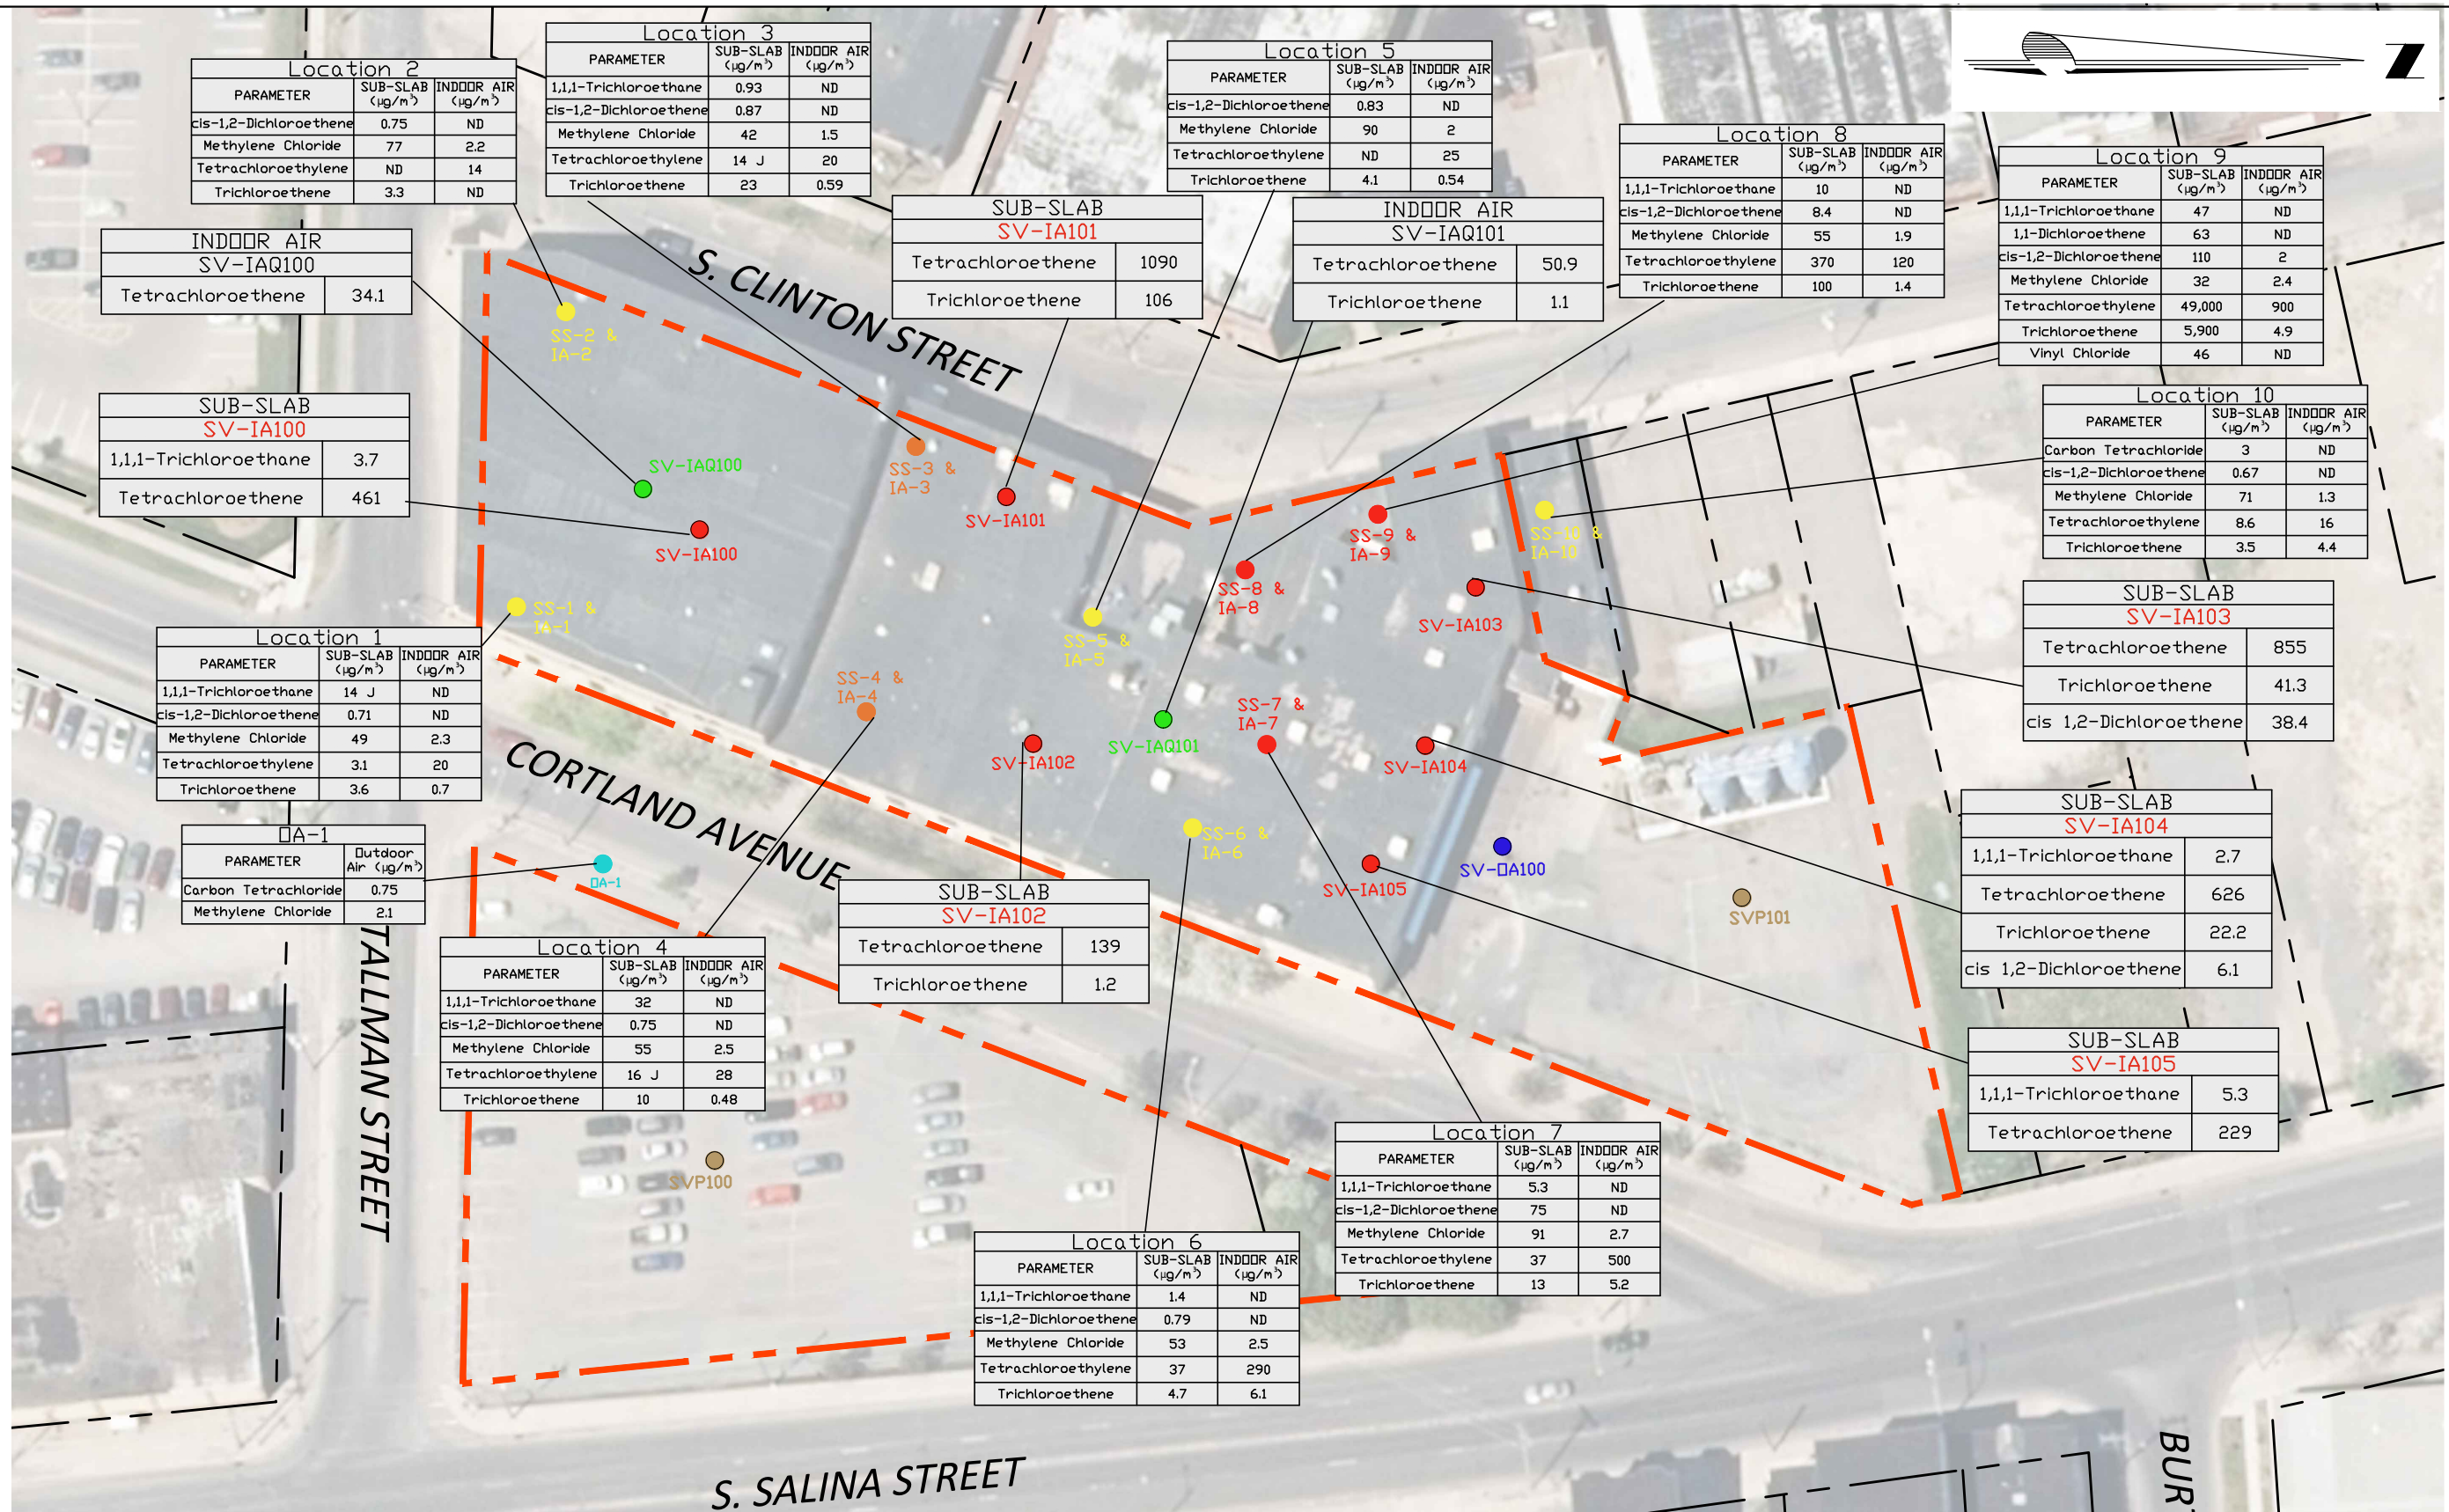 Location 2
PARAMETER SUB-SLAB (µg/m³) INDOOR AIR (µg/m³)
cis-1,2-Dichloroethene 0.75 ND
Methylene Chloride 77 2.2
Tetrachloroethylene ND 14
Trichloroethene 3.3 ND
Location 3
PARAMETER SUB-SLAB (µg/m³) INDOOR AIR (µg/m³)
1,1,1-Trichloroethane 0.93 ND
cis-1,2-Dichloroethene 0.87 ND
Methylene Chloride 42 1.5
Tetrachloroethylene 14 J 20
Trichloroethene 23 0.59
Location 5
PARAMETER SUB-SLAB (µg/m³) INDOOR AIR (µg/m³)
cis-1,2-Dichloroethene 0.83 ND
Methylene Chloride 90 2
Tetrachloroethylene ND 25
Trichloroethene 4.1 0.54
Location 8
PARAMETER SUB-SLAB (µg/m³) INDOOR AIR (µg/m³)
1,1,1-Trichloroethane 10 ND
cis-1,2-Dichloroethene 8.4 ND
Methylene Chloride 55 1.9
Tetrachloroethylene 370 120
Trichloroethene 100 1.4
Z
Location 9
PARAMETER SUB-SLAB (µg/m³) INDOOR AIR (µg/m³)
1,1,1-Trichloroethane 47 ND
1,1-Dichloroethene 63 ND
cis-1,2-Dichloroethene 110 2
Methylene Chloride 32 2.4
Tetrachloroethylene 49,000 900
Trichloroethene 5,900 4.9
Vinyl Chloride 46 ND
INDOOR AIR
SV-IAQ100
Tetrachloroethene 34.1
SUB-SLAB
SV-IA101
Tetrachloroethene 1090
Trichloroethene 106
INDOOR AIR
SV-IAQ101
Tetrachloroethene 50.9
Trichloroethene 1.1
SUB-SLAB
SV-IA100
1,1,1-Trichloroethane 3.7
Tetrachloroethene 461
Location 10
PARAMETER SUB-SLAB (µg/m³) INDOOR AIR (µg/m³)
Carbon Tetrachloride 3 ND
cis-1,2-Dichloroethene 0.67 ND
Methylene Chloride 71 1.3
Tetrachloroethylene 8.6 16
Trichloroethene 3.5 4.4
S. CLINTON STREET
SS-2 &
IA-2
SV-IAQ100
SS-3 &
IA-3
SV-IA101
SV-IA100
SS-9 &
IA-9
SS-10 &
IA-10
SS-8 &
IA-8
SS-1 &
IA-1
SS-5 &
IA-5
SV-IA103
SS-4 &
IA-4
SS-7 &
IA-7
SV-IAQ101
SV-IA102
SV-IA104
SS-6 &
IA-6
SV-IA105
SV-OA100
OA-1
SVP101
SVP100
CORTLAND AVENUE
Location 1
PARAMETER SUB-SLAB (µg/m³) INDOOR AIR (µg/m³)
1,1,1-Trichloroethane 14 J ND
cis-1,2-Dichloroethene 0.71 ND
Methylene Chloride 49 2.3
Tetrachloroethylene 3.1 20
Trichloroethene 3.6 0.7
SUB-SLAB
SV-IA103
Tetrachloroethene 855
Trichloroethene 41.3
cis 1,2-Dichloroethene 38.4
OA-1
PARAMETER Outdoor Air (µg/m³)
Carbon Tetrachloride 0.75
Methylene Chloride 2.1
SUB-SLAB
SV-IA104
1,1,1-Trichloroethane 2.7
Tetrachloroethene 626
Trichloroethene 22.2
cis 1,2-Dichloroethene 6.1
SUB-SLAB
SV-IA102
Tetrachloroethene 139
Trichloroethene 1.2
Location 4
PARAMETER SUB-SLAB (µg/m³) INDOOR AIR (µg/m³)
1,1,1-Trichloroethane 32 ND
cis-1,2-Dichloroethene 0.75 ND
Methylene Chloride 55 2.5
Tetrachloroethylene 16 J 28
Trichloroethene 10 0.48
SUB-SLAB
SV-IA105
1,1,1-Trichloroethane 5.3
Tetrachloroethene 229
Location 7
PARAMETER SUB-SLAB (µg/m³) INDOOR AIR (µg/m³)
1,1,1-Trichloroethane 5.3 ND
cis-1,2-Dichloroethene 75 ND
Methylene Chloride 91 2.7
Tetrachloroethylene 37 500
Trichloroethene 13 5.2
Location 6
PARAMETER SUB-SLAB (µg/m³) INDOOR AIR (µg/m³)
1,1,1-Trichloroethane 1.4 ND
cis-1,2-Dichloroethene 0.79 ND
Methylene Chloride 53 2.5
Tetrachloroethylene 37 290
Trichloroethene 4.7 6.1
TALLMAN STREET
S. SALINA STREET
BURT